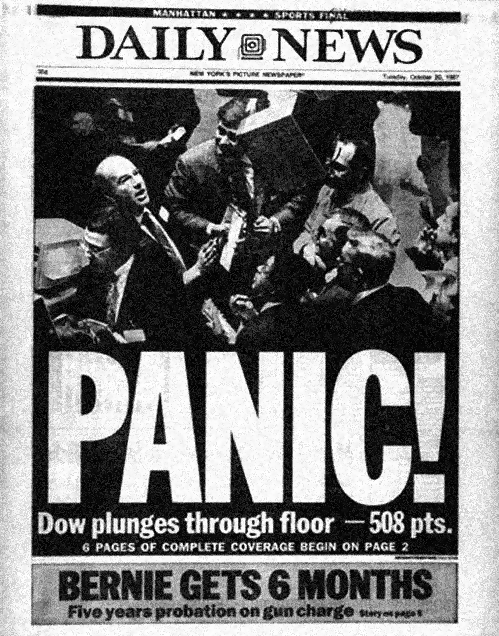 MANHATTAN ★ ★ ★ ★ SPORTS FINAL
DAILY NEWS
35¢ NEW YORK'S PICTURE NEWSPAPER® Tuesday, October 20, 1987
PANIC!
Dow plunges through floor — 508 pts.
6 PAGES OF COMPLETE COVERAGE BEGIN ON PAGE 2
BERNIE GETS 6 MONTHS
Five years probation on gun charge Story on page 5